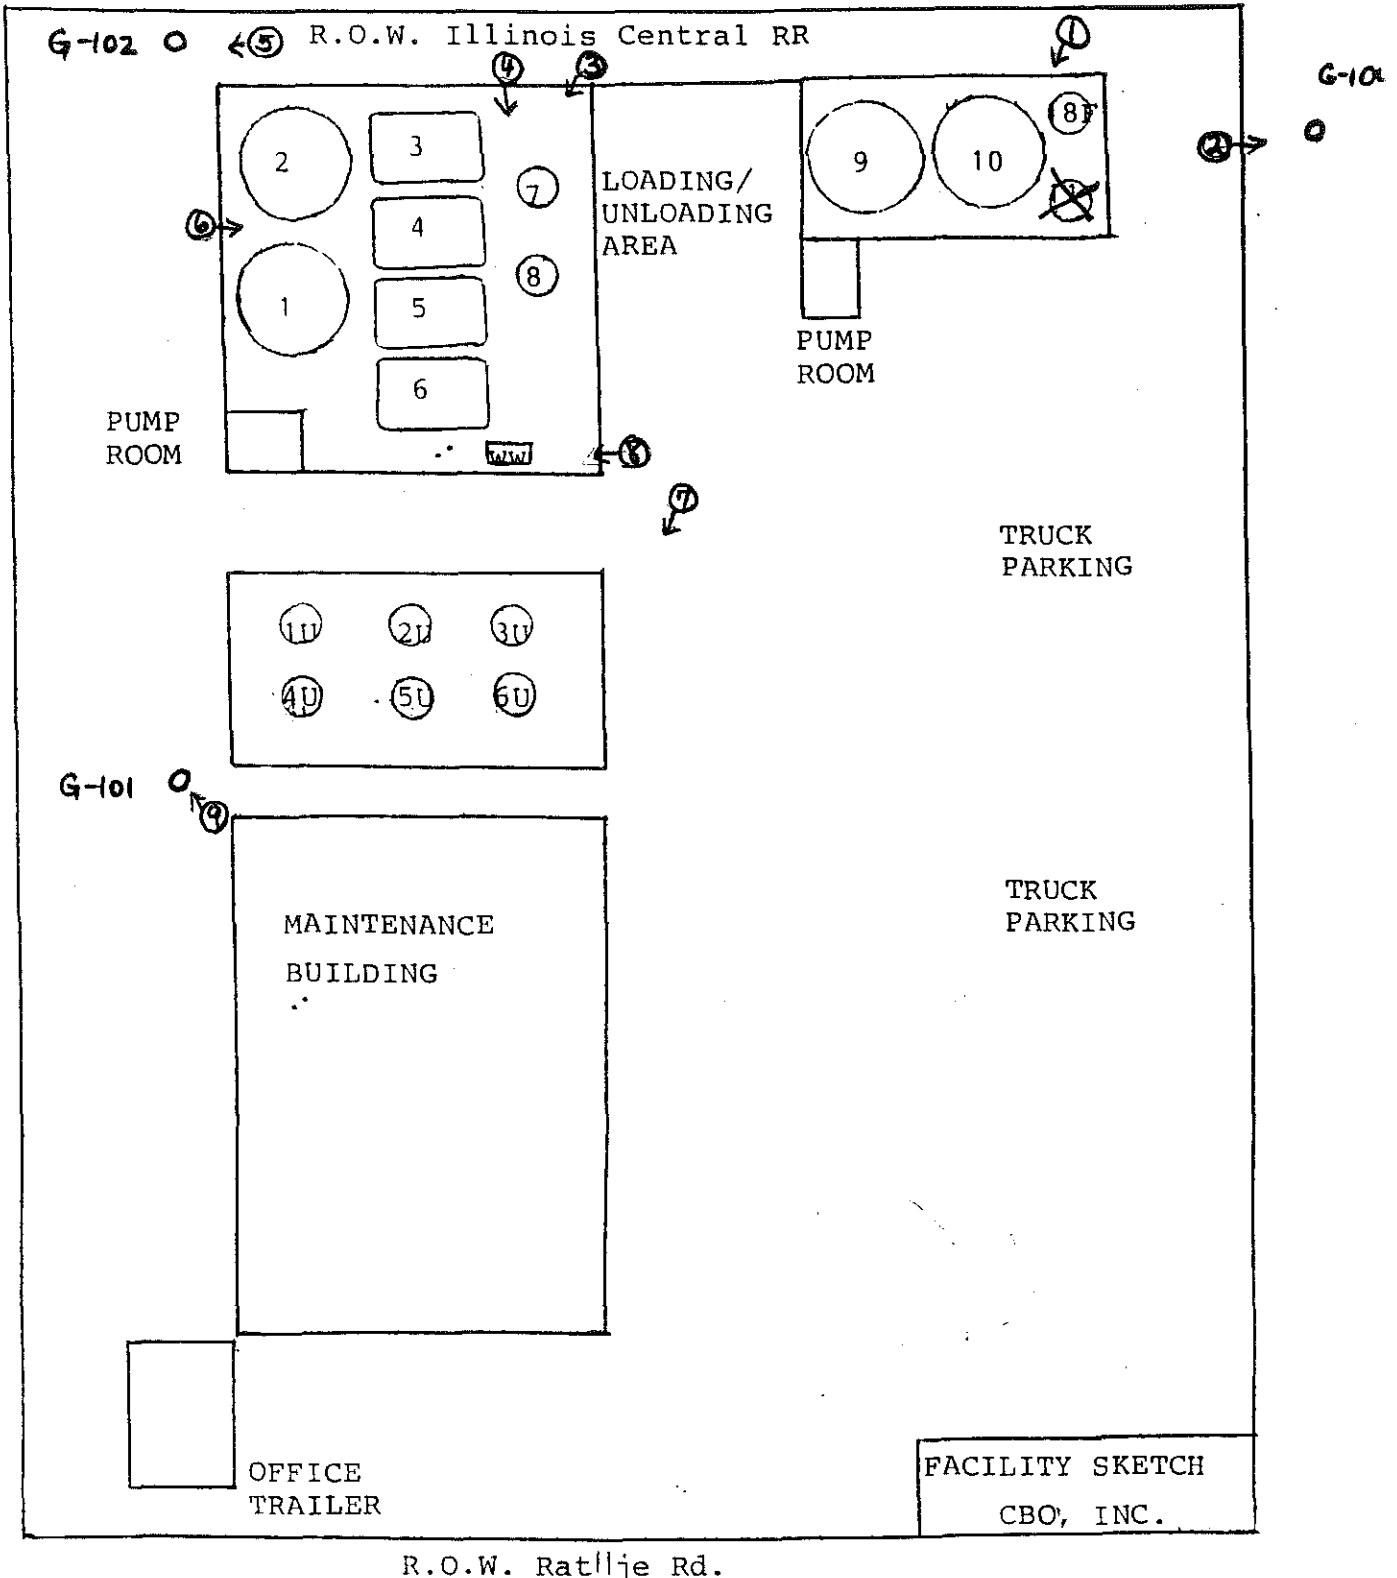 G-102
⑤
R.O.W. Illinois Central RR
④
③
①
G-10
②
2
3
7
4
8
1
5
6
⑥
LOADING/
UNLOADING
AREA
9
10
8F
PUMP
ROOM
PUMP
ROOM
WW
⑧
⑦
TRUCK
PARKING
1U
2U
3U
4U
5U
6U
G-101
⑨
MAINTENANCE
BUILDING
TRUCK
PARKING
OFFICE
TRAILER
FACILITY SKETCH
CBO, INC.
R.O.W. Rathje Rd.